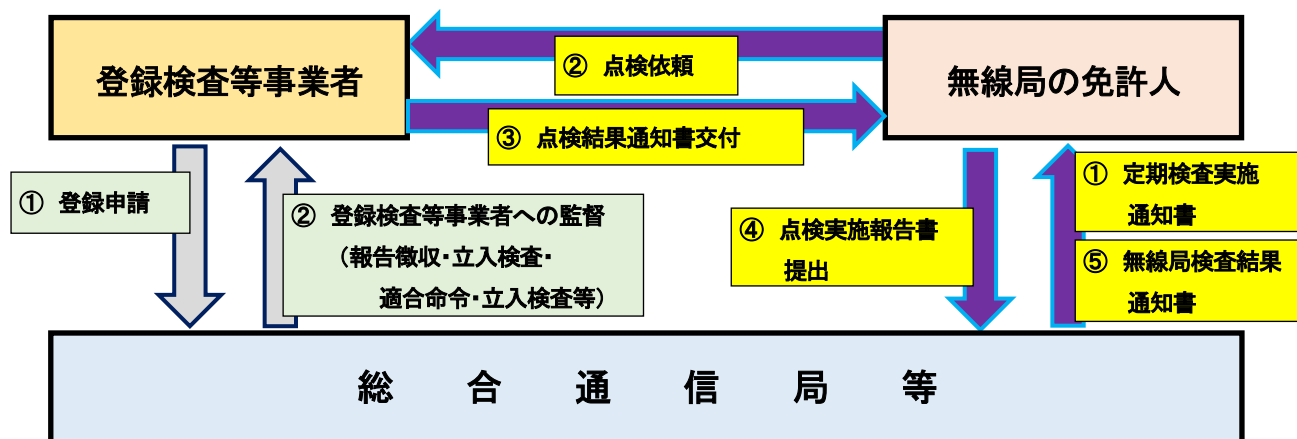 登録検査等事業者
② 点検依頼
無線局の免許人
③ 点検結果通知書交付
① 登録申請
② 登録検査等事業者への監督
(報告徴収・立入検査・
適合命令・立入検査等)
④ 点検実施報告書
提出
① 定期検査実施
通知書
⑤ 無線局検査結果
通知書
総合通信局等